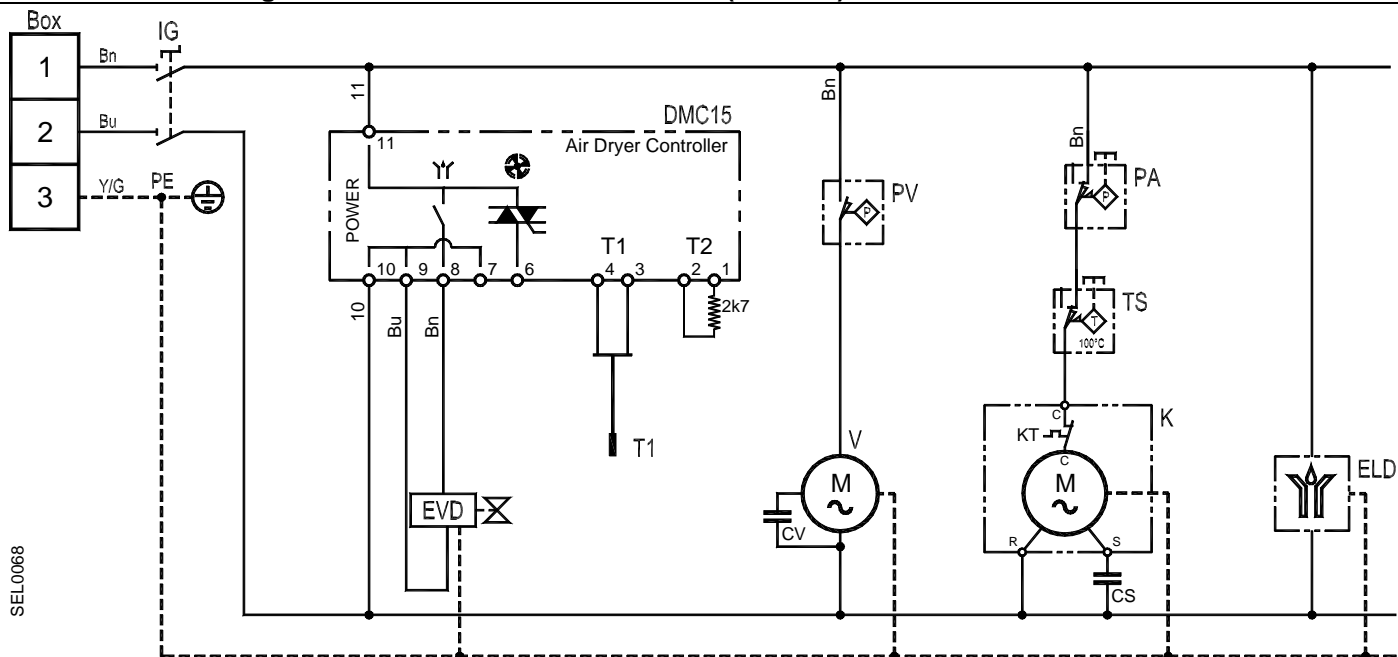 Box
IG
1
Bn
2
Bu
3
Y/G
PE
11
11
DMC15
Air Dryer Controller
POWER
T1
T2
10
9
8
7
6
4
3
2
1
2k7
10
Bu
Bn
T1
EVD
Bn
PV
P
V
M
CV
Bn
PA
P
TS
T
100°C
C
K
KT
C
M
R
S
CS
ELD
SEL0068